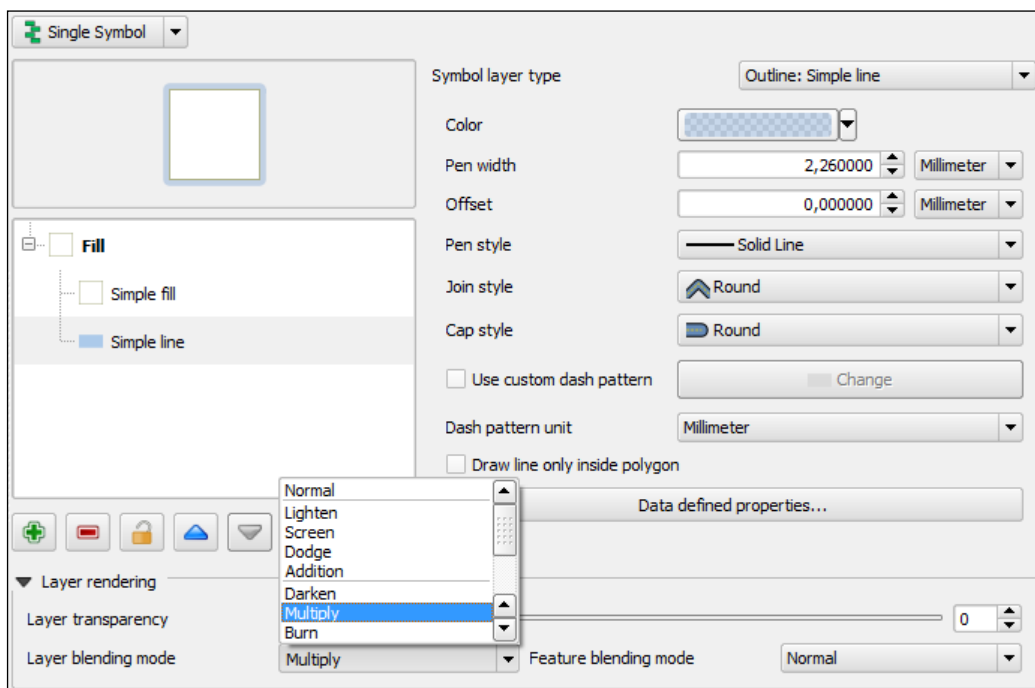 Single Symbol
Symbol layer type Outline: Simple line
Color
Pen width 2,260000 Millimeter
Offset 0,000000 Millimeter
Pen style Solid Line
Join style Round
Cap style Round
Use custom dash pattern Change
Dash pattern unit Millimeter
Draw line only inside polygon
Data defined properties...
Fill
Simple fill
Simple line
Normal
Lighten
Screen
Dodge
Addition
Darken
Multiply
Burn
Layer rendering
Layer transparency 0
Layer blending mode Multiply Feature blending mode Normal